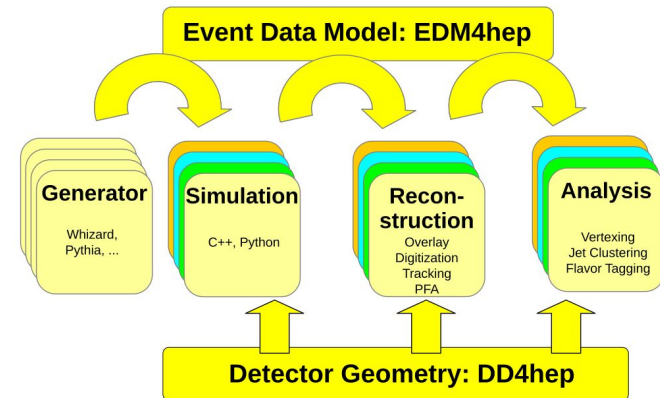 Event Data Model: EDM4hep
Generator
Whizard,
Pythia, ...
Simulation
C++, Python
Recon-
struction
Overlay
Digitization
Tracking
PFA
Analysis
Vertexing
Jet Clustering
Flavor Tagging
Detector Geometry: DD4hep